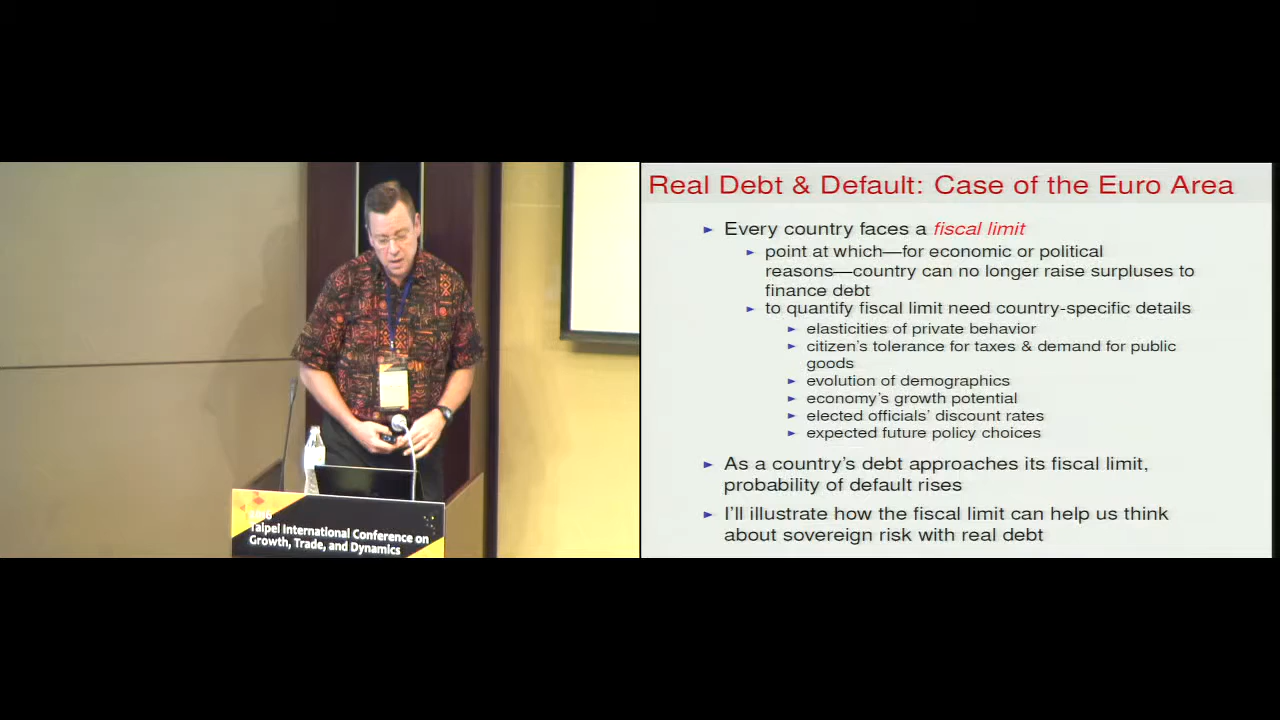 Real Debt & Default: Case of the Euro Area
Every country faces a fiscal limit
point at which—for economic or political
reasons—country can no longer raise surpluses to
finance debt
to quantify fiscal limit need country-specific details
elasticities of private behavior
citizen's tolerance for taxes & demand for public
goods
evolution of demographics
economy's growth potential
elected officials' discount rates
expected future policy choices
As a country's debt approaches its fiscal limit,
probability of default rises
I'll illustrate how the fiscal limit can help us think
about sovereign risk with real debt
Taipei International Conference on
Growth, Trade, and Dynamics